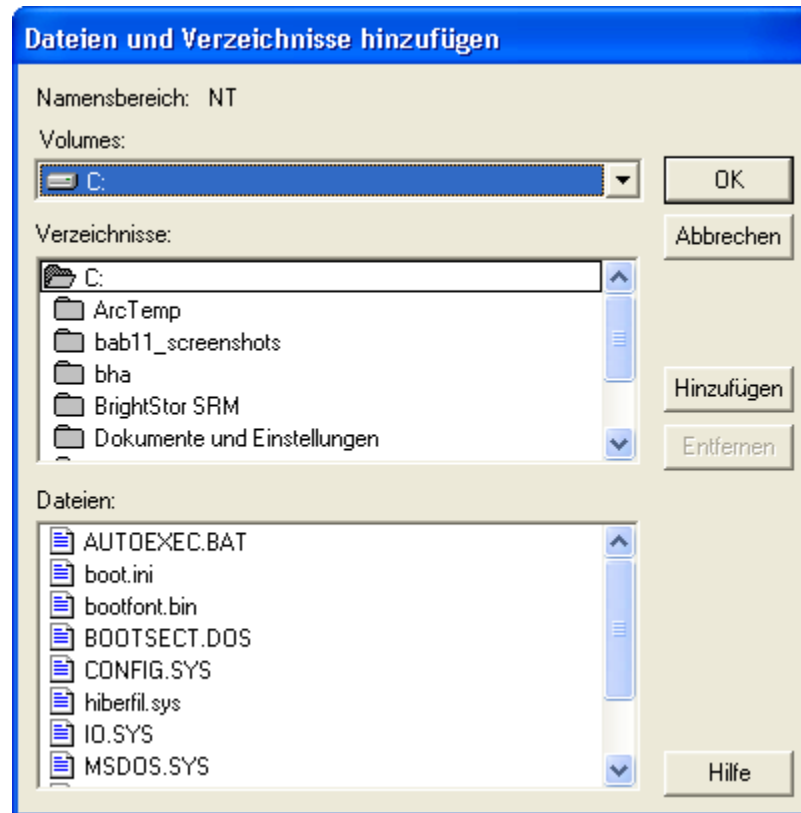 Dateien und Verzeichnisse hinzufügen
Namensbereich: NT
Volumes:
C:
OK
Abbrechen
Verzeichnisse:
C:
ArcTemp
bab11_screenshots
bha
BrightStor SRM
Dokumente und Einstellungen
Hinzufügen
Entfernen
Dateien:
AUTOEXEC.BAT
boot.ini
bootfont.bin
BOOTSECT.DOS
CONFIG.SYS
hiberfil.sys
IO.SYS
MSDOS.SYS
Hilfe